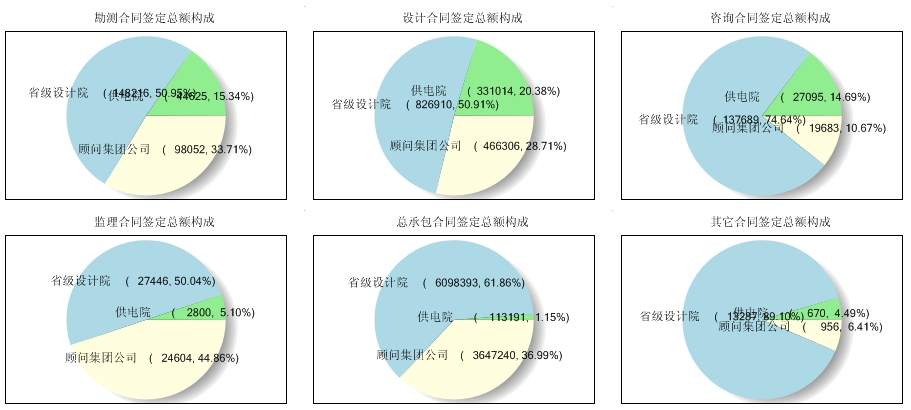 勘测合同签定总额构成
省级设计院 ( 148216, 50.95%)
供电院 ( 44625, 15.34%)
顾问集团公司 ( 98052, 33.71%)
设计合同签定总额构成
供电院 ( 331014, 20.38%)
省级设计院 ( 826910, 50.91%)
顾问集团公司 ( 466306, 28.71%)
咨询合同签定总额构成
供电院 ( 27095, 14.69%)
省级设计院 ( 137689, 74.64%)
顾问集团公司 ( 19683, 10.67%)
监理合同签定总额构成
省级设计院 ( 27446, 50.04%)
供电院 ( 2800, 5.10%)
顾问集团公司 ( 24604, 44.86%)
总承包合同签定总额构成
省级设计院 ( 6098393, 61.86%)
供电院 ( 113191, 1.15%)
顾问集团公司 ( 3647240, 36.99%)
其它合同签定总额构成
供电院 ( 670, 4.49%)
省级设计院 ( 13287, 89.10%)
顾问集团公司 ( 956, 6.41%)